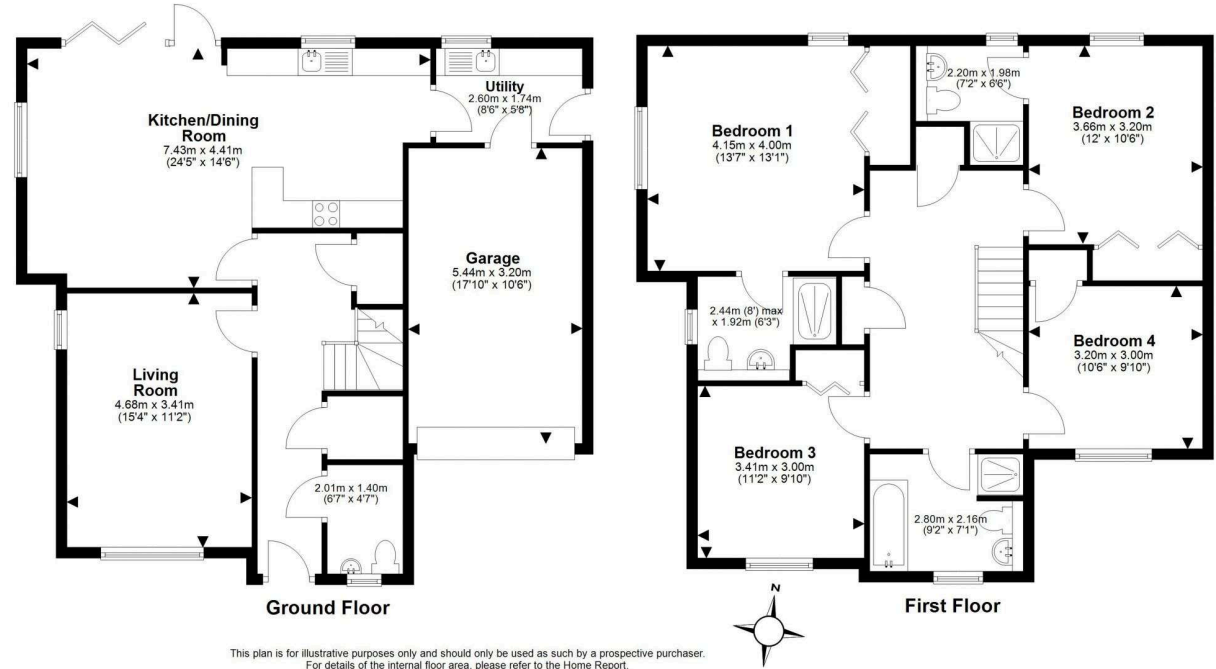 Kitchen/Dining
Room
7.43m x 4.41m
(24'5" x 14'6")
Utility
2.60m x 1.74m
(8'6" x 5'8")
Garage
5.44m x 3.20m
(17'10" x 10'6")
Living
Room
4.68m x 3.41m
(15'4" x 11'2")
2.01m x 1.40m
(6'7" x 4'7")
Ground Floor
Bedroom 1
4.15m x 4.00m
(13'7" x 13'1")
2.20m x 1.98m
(7'2" x 6'6")
Bedroom 2
3.66m x 3.20m
(12' x 10'6")
2.44m (8') max
x 1.92m (6'3")
Bedroom 4
3.20m x 3.00m
(10'6" x 9'10")
Bedroom 3
3.41m x 3.00m
(11'2" x 9'10")
2.80m x 2.16m
(9'2" x 7'1")
First Floor
N
This plan is for illustrative purposes only and should only be used as such by a prospective purchaser.
For details of the internal floor area, please refer to the Home Report.